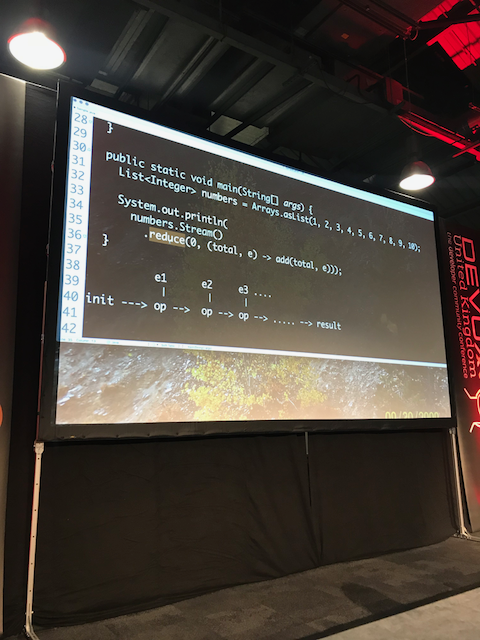 28
29 }
30
31 public static void main(String[] args) {
32 List<Integer> numbers = Arrays.asList(1, 2, 3, 4, 5, 6, 7, 8, 9, 10);
33
34 System.out.println(
35 numbers.Stream()
36 .reduce(0, (total, e) -> add(total, e)));
37 }
38
39 e1 e2 e3 ....
40 | | |
41 init ---> op --> op --> op --> ..... --> result
42
DEVOXX
United Kingdom
the developer community conference